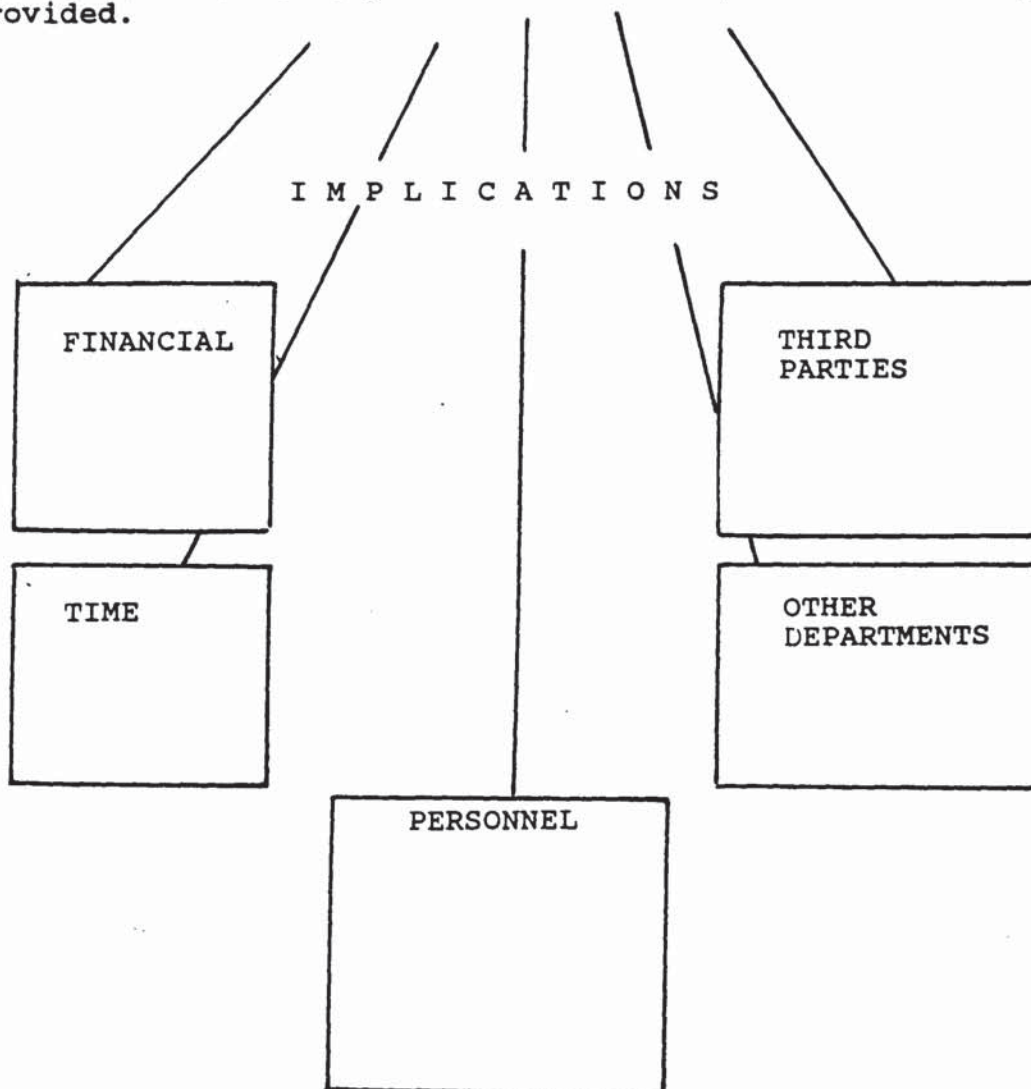 rovided.
I M P L I C A T I O N S
FINANCIAL
THIRD
PARTIES
TIME
OTHER
DEPARTMENTS
PERSONNEL